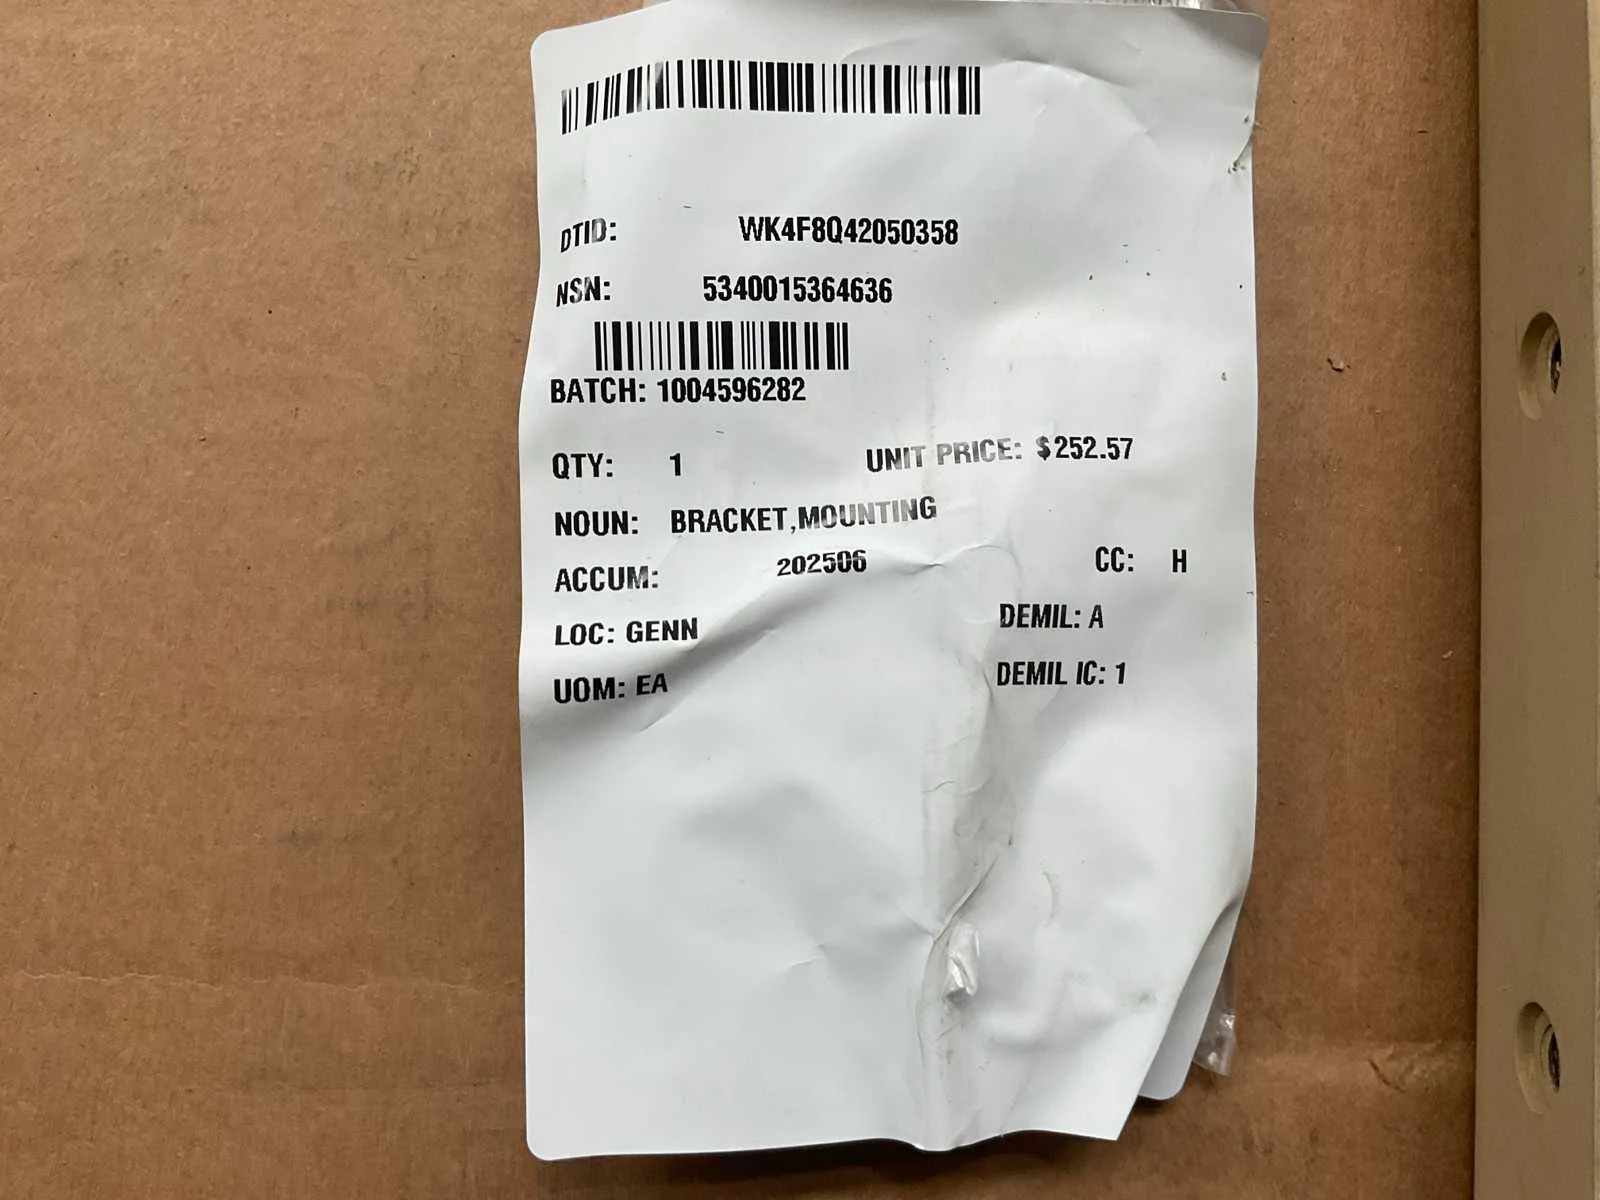 DTID: WK4F8Q42050358
NSN: 5340015364636
BATCH: 1004596282
QTY: 1 UNIT PRICE: $252.57
NOUN: BRACKET,MOUNTING
ACCUM: 202506 CC: H
LOC: GENN DEMIL: A
UOM: EA DEMIL IC: 1